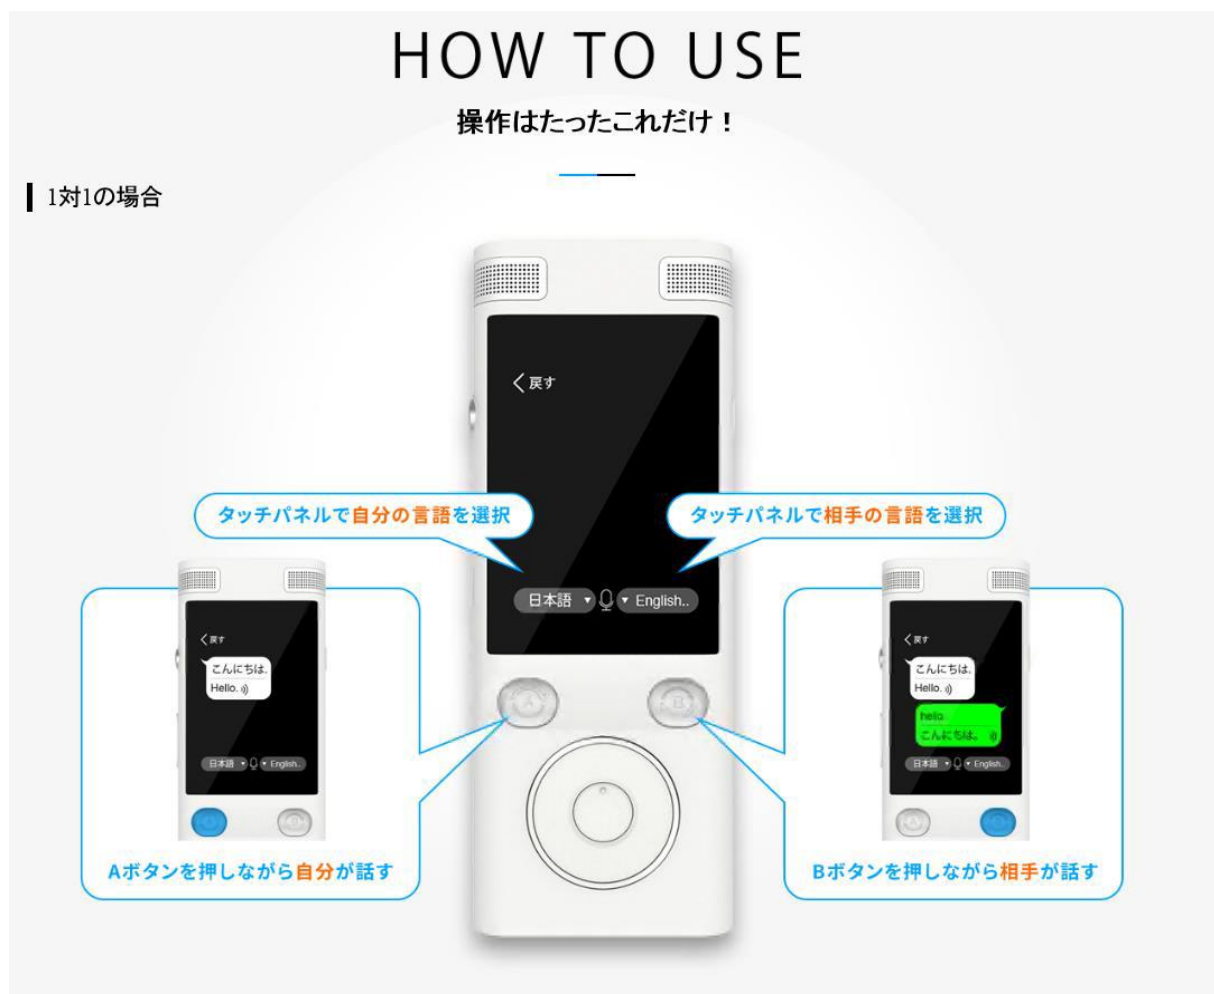 HOW TO USE
操作はたったこれだけ！
1対1の場合
く戻す
タッチパネルで自分の言語を選択
タッチパネルで相手の言語を選択
日本語 ▼ ▼ English..
A
B
く戻す
こんにちは.
Hello.
日本語 ▼ ▼ English..
Aボタンを押しながら自分が話す
く戻す
こんにちは.
Hello.
hello
こんにちは。
日本語 ▼ ▼ English..
Bボタンを押しながら相手が話す